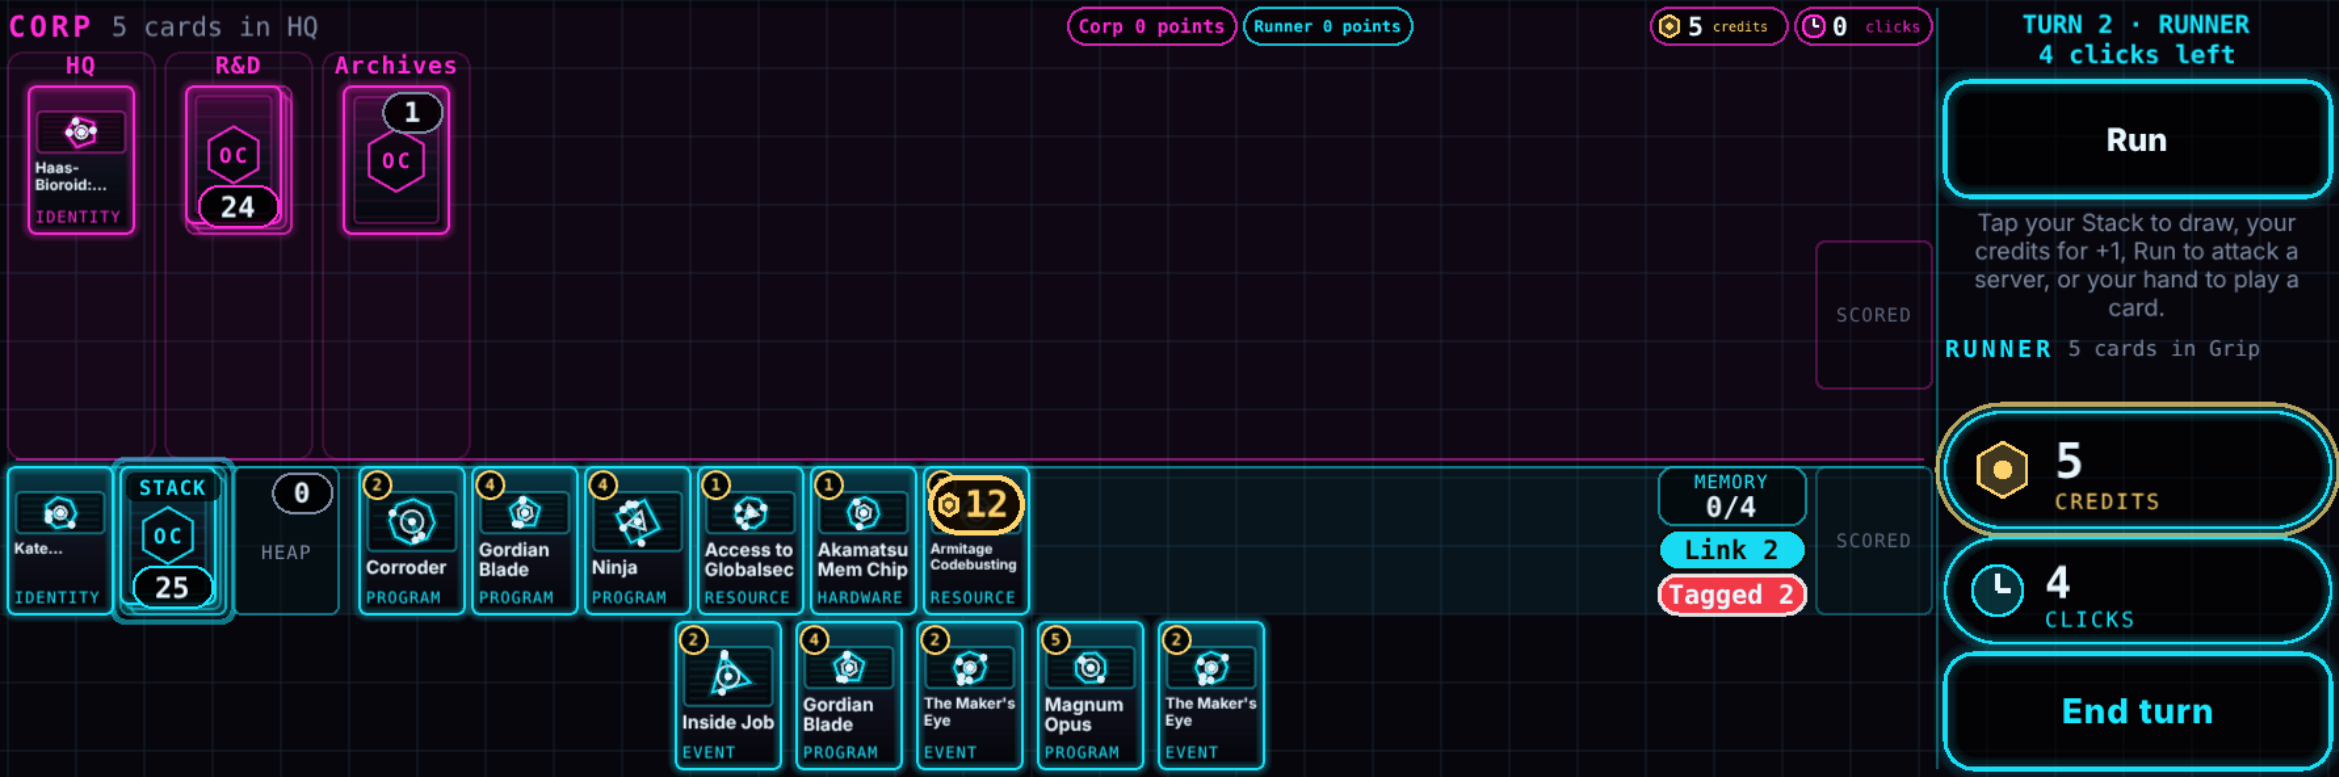 CORP 5 cards in HQ
Corp 0 points
Runner 0 points
5 credits
0 clicks
TURN 2 · RUNNER
4 clicks left
HQ
R&D
Archives
Haas-
Bioroid:...
IDENTITY
OC
24
1
OC
Run
Tap your Stack to draw, your
credits for +1, Run to attack a
server, or your hand to play a
card.
SCORED
RUNNER 5 cards in Grip
5
CREDITS
4
CLICKS
End turn
Kate...
IDENTITY
STACK
OC
25
0
HEAP
2
Corroder
PROGRAM
4
Gordian
Blade
PROGRAM
4
Ninja
PROGRAM
1
Access to
Globalsec
RESOURCE
1
Akamatsu
Mem Chip
HARDWARE
12
Armitage
Codebusting
RESOURCE
MEMORY
0/4
Link 2
Tagged 2
SCORED
2
Inside Job
EVENT
4
Gordian
Blade
PROGRAM
2
The Maker's
Eye
EVENT
5
Magnum
Opus
PROGRAM
2
The Maker's
Eye
EVENT